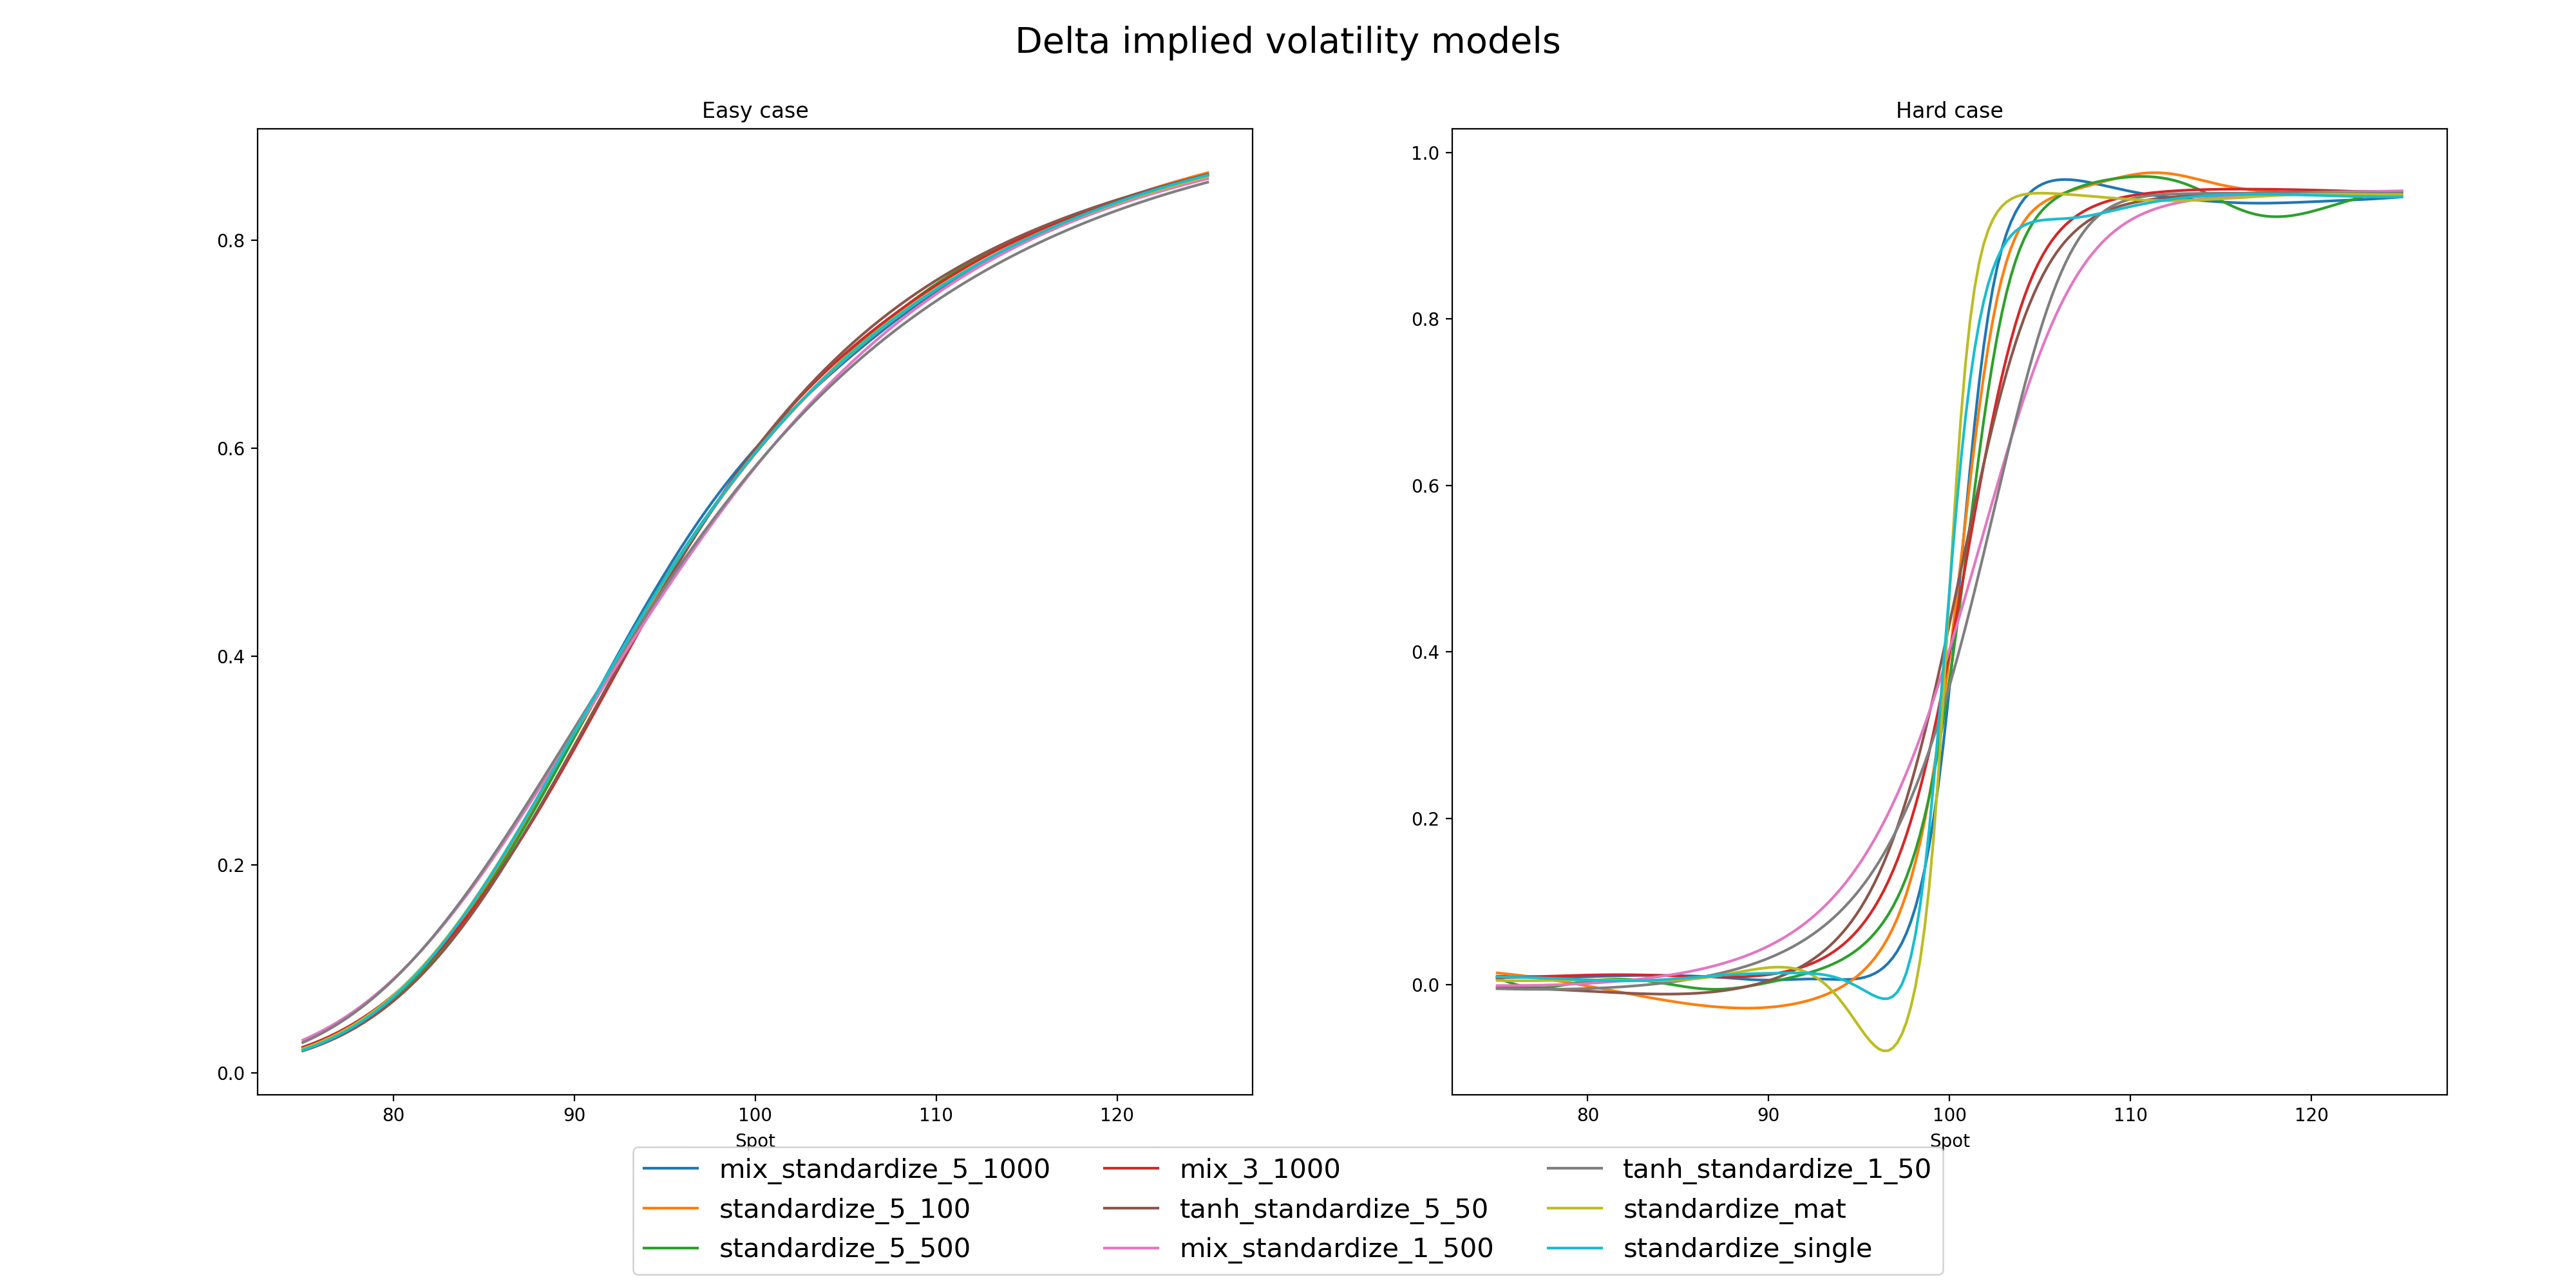 Delta implied volatility models
Easy case
0.8
0.6
0.4
0.2
0.0
80 90 100 110 120
Spot
Hard case
1.0
0.8
0.6
0.4
0.2
0.0
80 90 100 110 120
Spot
mix_standardize_5_1000
standardize_5_100
standardize_5_500
mix_3_1000
tanh_standardize_5_50
mix_standardize_1_500
tanh_standardize_1_50
standardize_mat
standardize_single